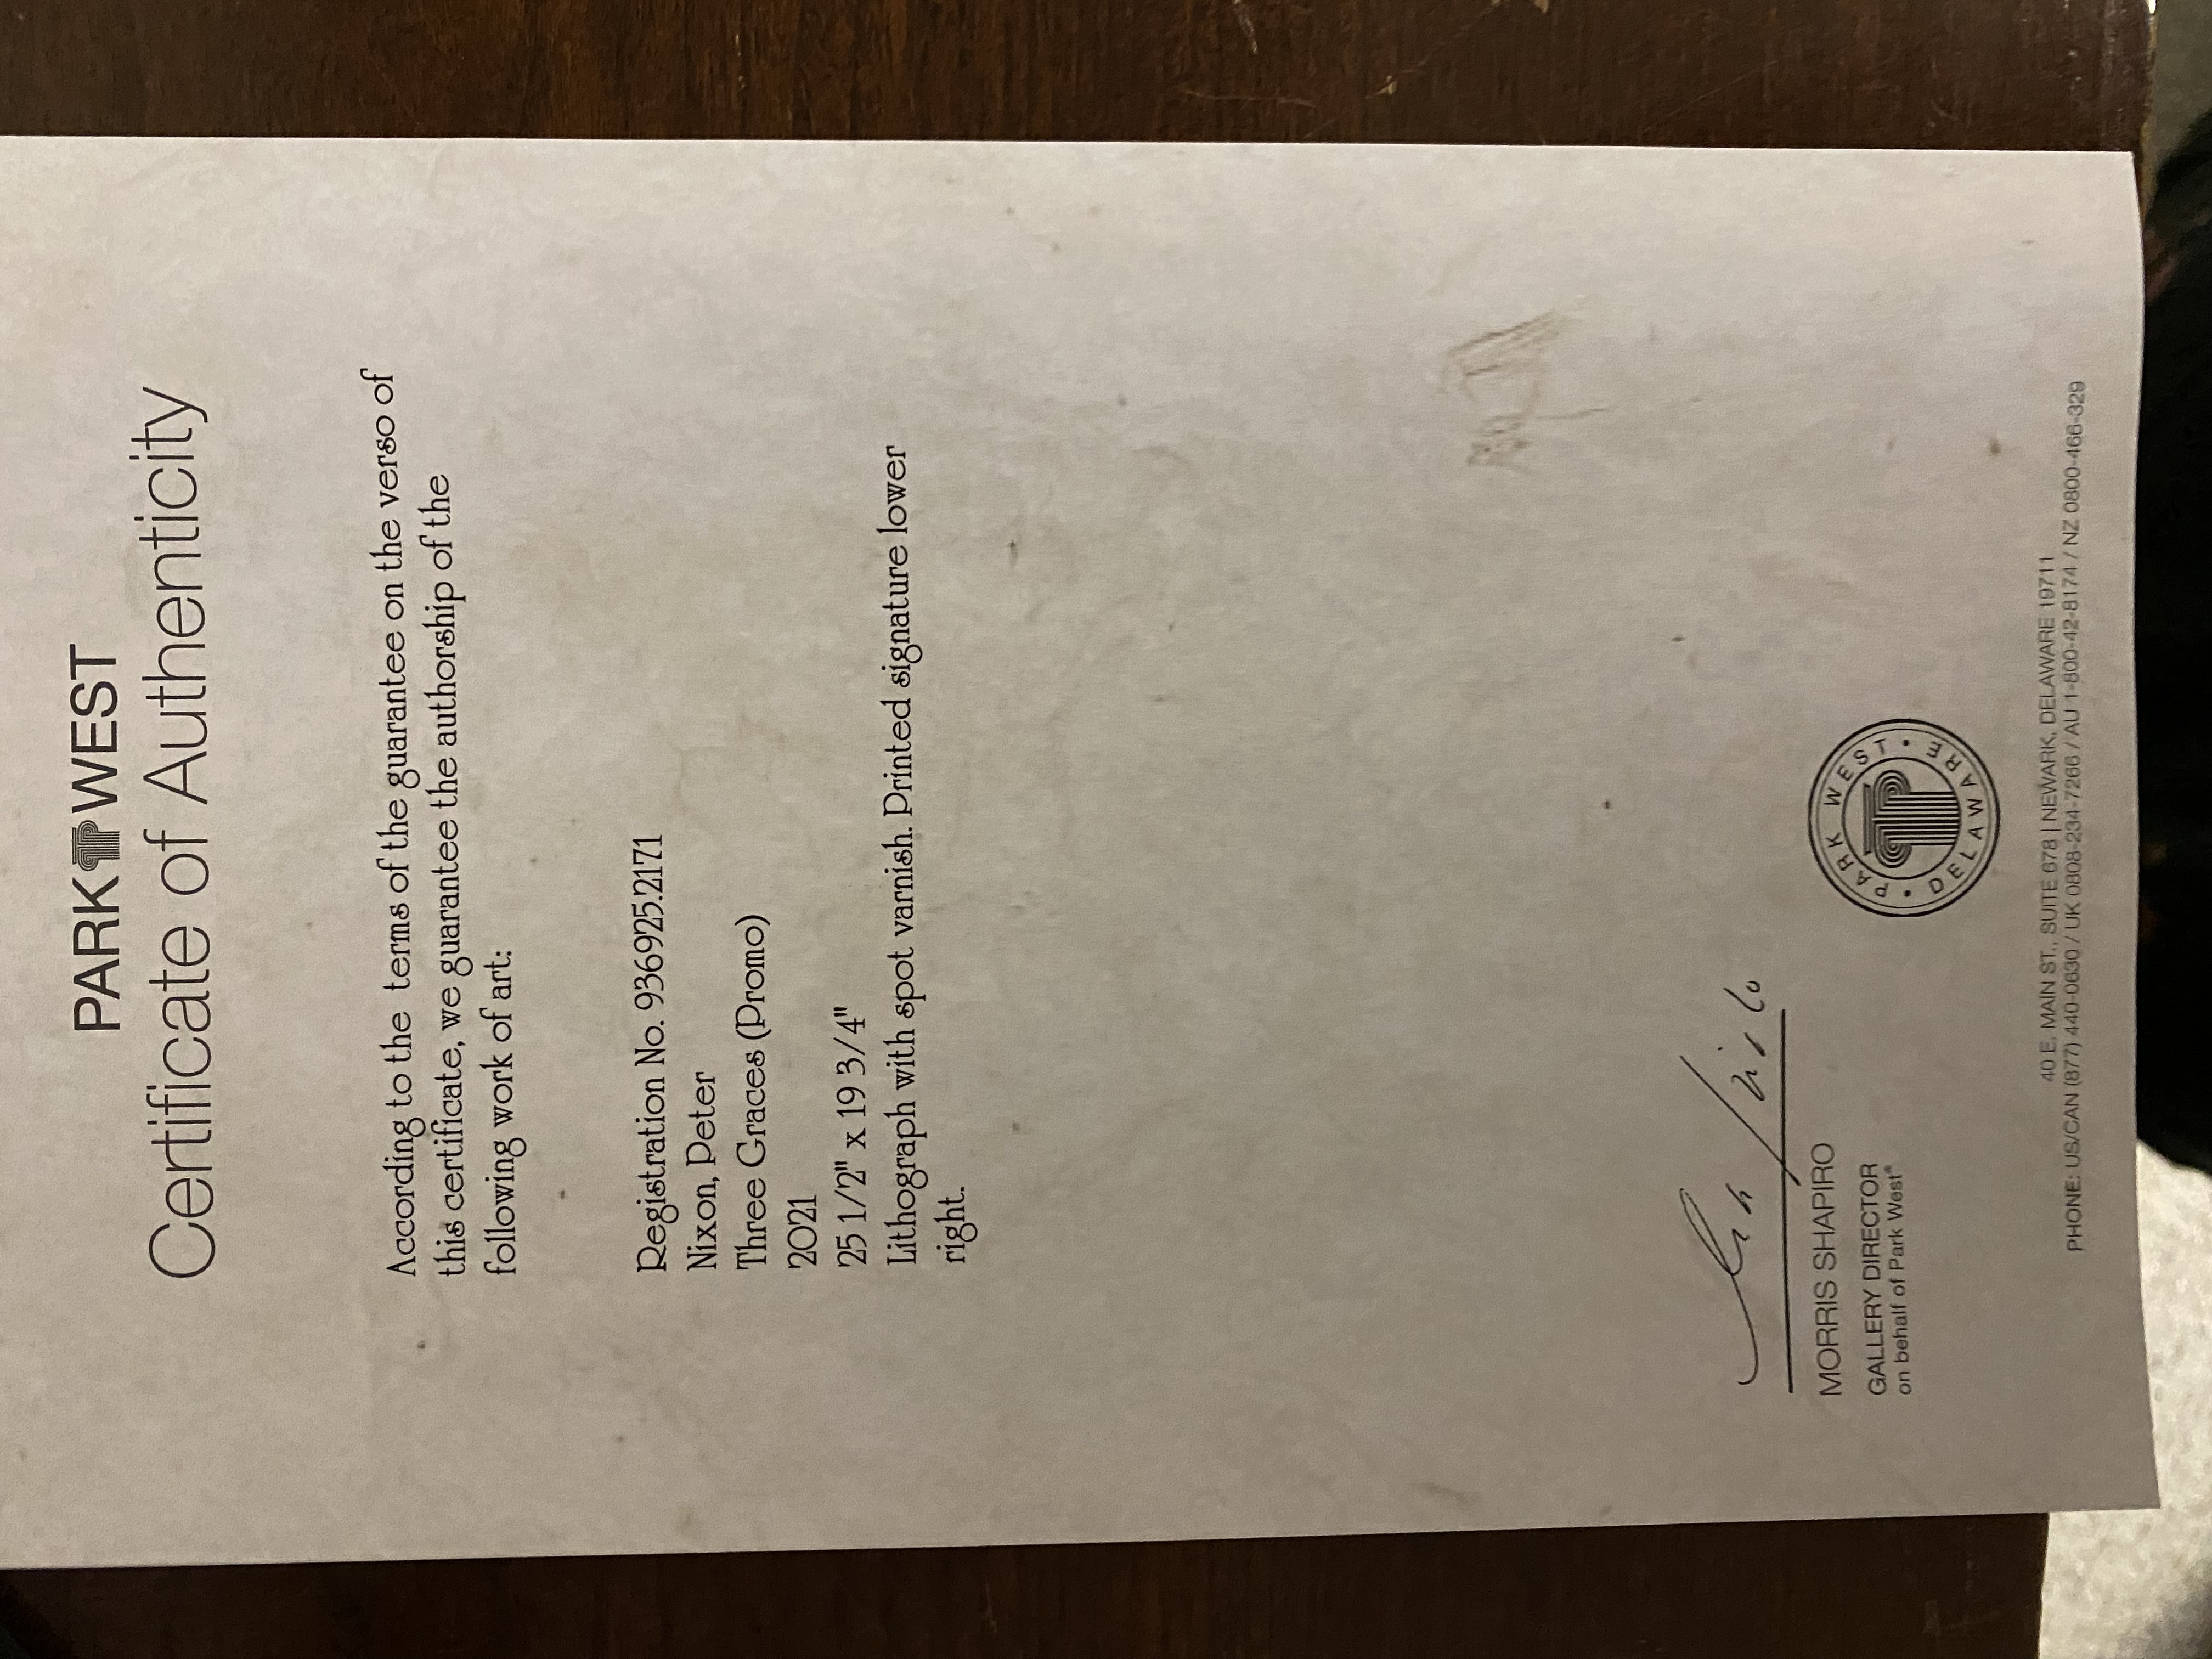 PARK WEST
Certificate of Authenticity
According to the terms of the guarantee on the verso of
this certificate, we guarantee the authorship of the
following work of art:
Registration No. 936925.2171
Nixon, Peter
Three Graces (Promo)
2021
25 1/2" x 19 3/4"
Lithograph with spot varnish. Printed signature lower
right.
MORRIS SHAPIRO
GALLERY DIRECTOR
on behalf of Park West®
PARK WEST • DELAWARE •
40 E. MAIN ST., SUITE 678 | NEWARK, DELAWARE 19711
PHONE: US/CAN (877) 440-0630 / UK 0808-234-7266 / AU 1-800-42-8174 / NZ 0800-466-329